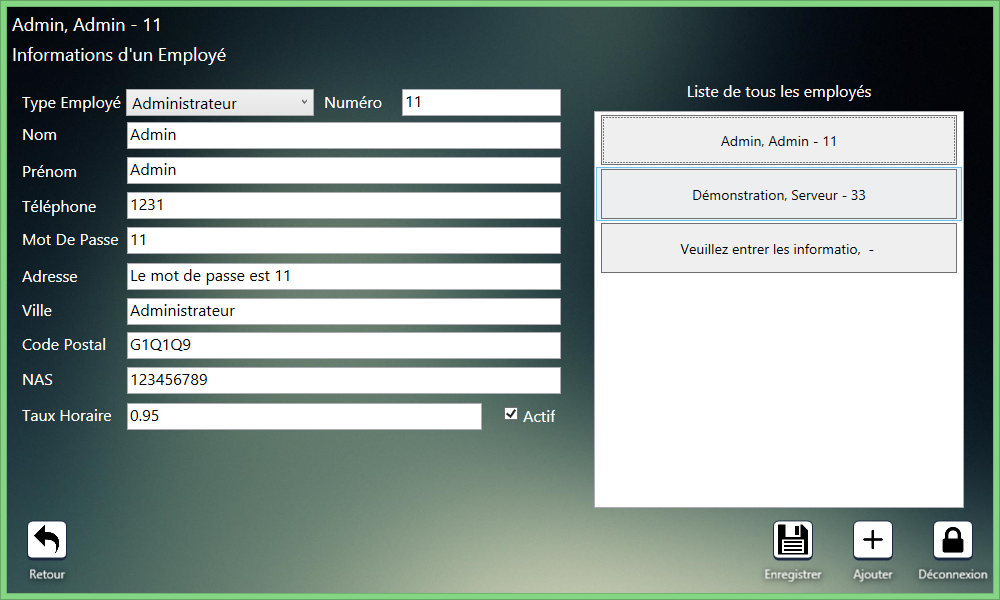 Admin, Admin - 11
Informations d'un Employé
Type Employé Administrateur Numéro 11
Nom Admin
Prénom Admin
Téléphone 1231
Mot De Passe 11
Adresse Le mot de passe est 11
Ville Administrateur
Code Postal G1Q1Q9
NAS 123456789
Taux Horaire 0.95 Actif
Liste de tous les employés
Admin, Admin - 11
Démonstration, Serveur - 33
Veuillez entrer les informatio, -
Retour Enregistrer Ajouter Déconnexion